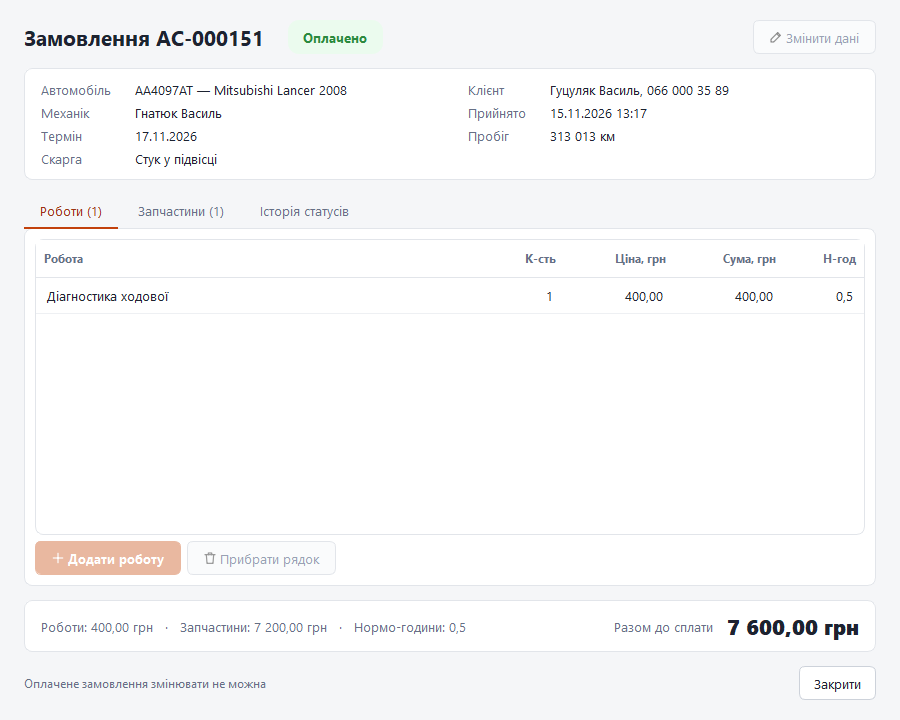 Замовлення АС-000151 Оплачено Змінити дані
Автомобіль АА4097АТ — Mitsubishi Lancer 2008 Клієнт Гуцуляк Василь, 066 000 35 89
Механік Гнатюк Василь Прийнято 15.11.2026 13:17
Термін 17.11.2026 Пробіг 313 013 км
Скарга Стук у підвісці
Роботи (1) Запчастини (1) Історія статусів
Робота К-сть Ціна, грн Сума, грн Н-год
Діагностика ходової 1 400,00 400,00 0,5
+ Додати роботу Прибрати рядок
Роботи: 400,00 грн · Запчастини: 7 200,00 грн · Нормо-години: 0,5 Разом до сплати 7 600,00 грн
Оплачене замовлення змінювати не можна Закрити